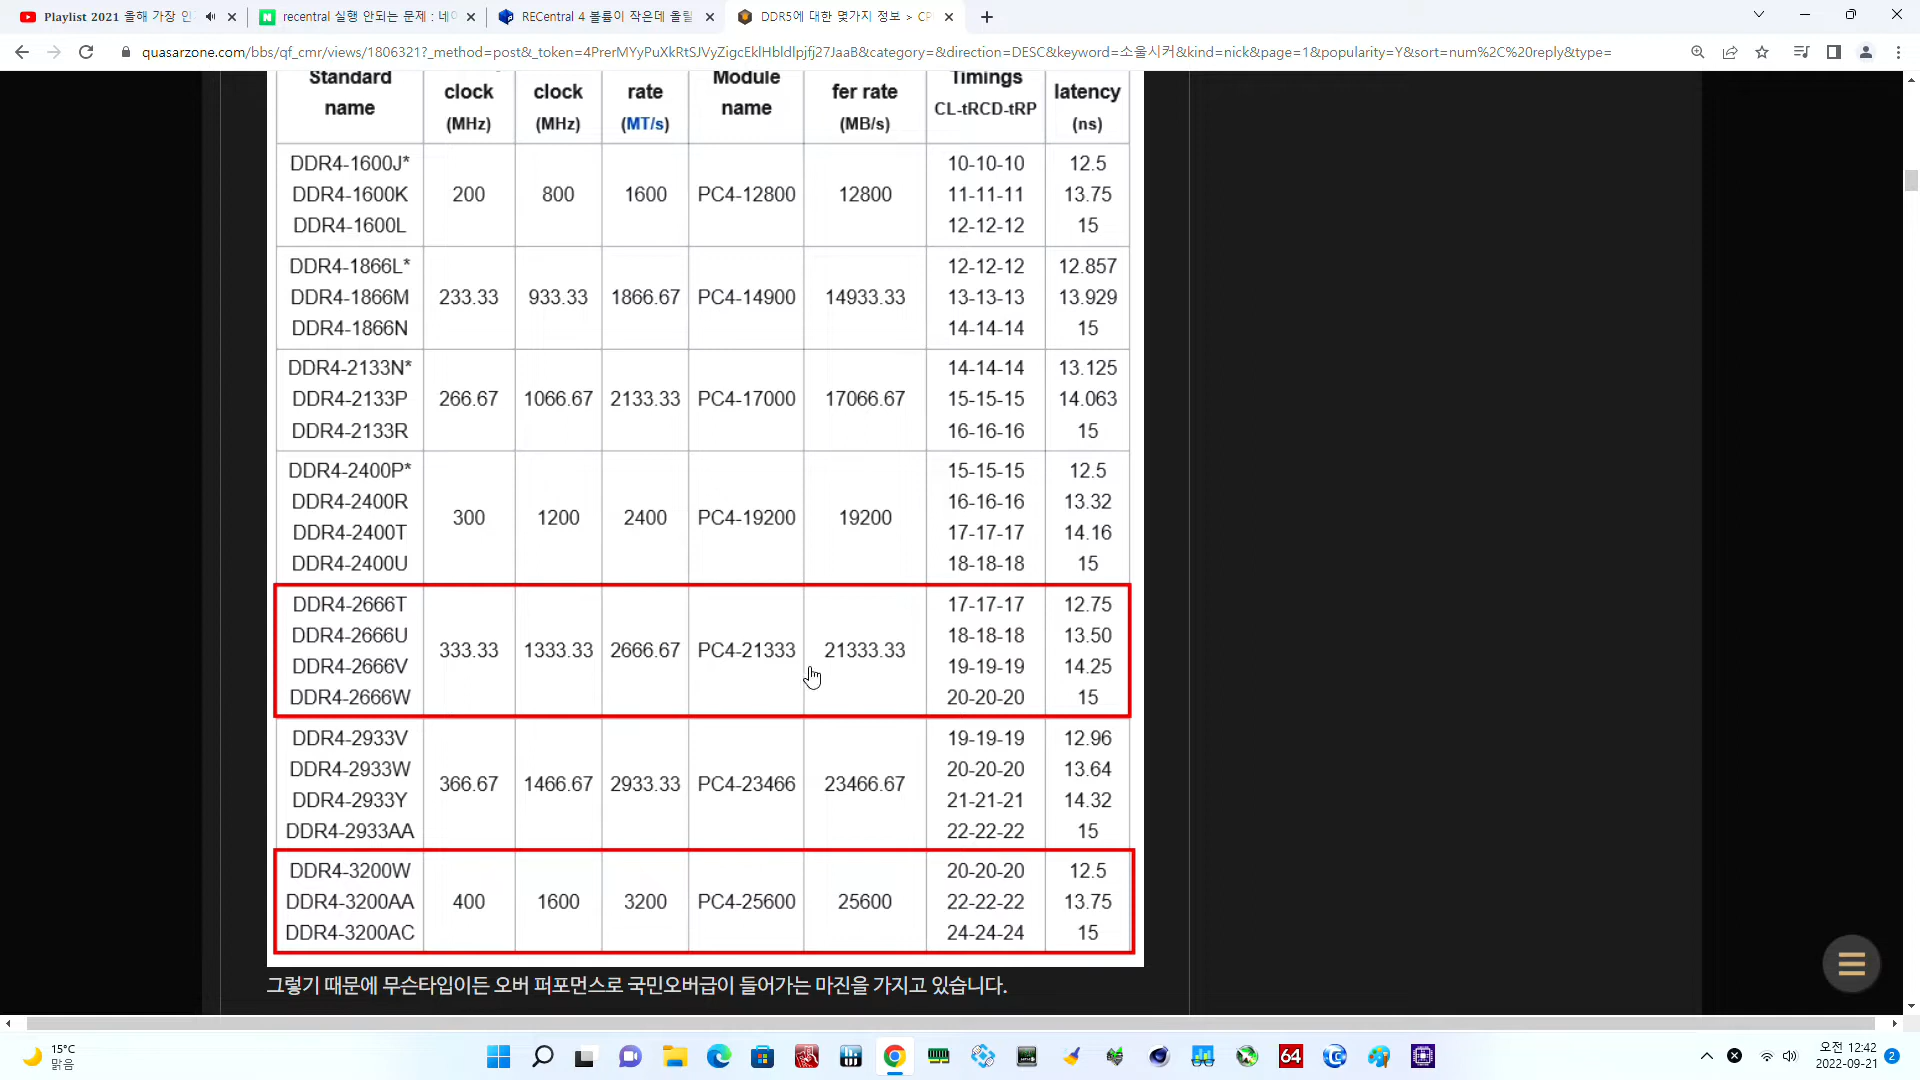 Playlist 2021 올해 가장 인
recentral 실행 안되는 문제 : 네이
RECentral 4 볼륨이 작은데 올릴
DDR5에 대한 몇가지 정보 > CP
quasarzone.com/bbs/qf_cmr/views/1806321?_method=post&_token=4PrerMYyPuXkRtSJVyZigcEklHbldlpjfj27JaaB&category=&direction=DESC&keyword=소울시커&kind=nick&page=1&popularity=Y&sort=num%2C%20reply&type=
Standard name
clock (MHz)
clock (MHz)
rate (MT/s)
Module name
fer rate (MB/s)
Timings CL-tRCD-tRP
latency (ns)
DDR4-1600J*
DDR4-1600K
DDR4-1600L
200
800
1600
PC4-12800
12800
10-10-10
11-11-11
12-12-12
12.5
13.75
15
DDR4-1866L*
DDR4-1866M
DDR4-1866N
233.33
933.33
1866.67
PC4-14900
14933.33
12-12-12
13-13-13
14-14-14
12.857
13.929
15
DDR4-2133N*
DDR4-2133P
DDR4-2133R
266.67
1066.67
2133.33
PC4-17000
17066.67
14-14-14
15-15-15
16-16-16
13.125
14.063
15
DDR4-2400P*
DDR4-2400R
DDR4-2400T
DDR4-2400U
300
1200
2400
PC4-19200
19200
15-15-15
16-16-16
17-17-17
18-18-18
12.5
13.32
14.16
15
DDR4-2666T
DDR4-2666U
DDR4-2666V
DDR4-2666W
333.33
1333.33
2666.67
PC4-21333
21333.33
17-17-17
18-18-18
19-19-19
20-20-20
12.75
13.50
14.25
15
DDR4-2933V
DDR4-2933W
DDR4-2933Y
DDR4-2933AA
366.67
1466.67
2933.33
PC4-23466
23466.67
19-19-19
20-20-20
21-21-21
22-22-22
12.96
13.64
14.32
15
DDR4-3200W
DDR4-3200AA
DDR4-3200AC
400
1600
3200
PC4-25600
25600
20-20-20
22-22-22
24-24-24
12.5
13.75
15
그렇기 때문에 무슨타입이든 오버 퍼포먼스로 국민오버급이 들어가는 마진을 가지고 있습니다.
15°C
맑음
64
오전 12:42
2022-09-21
2